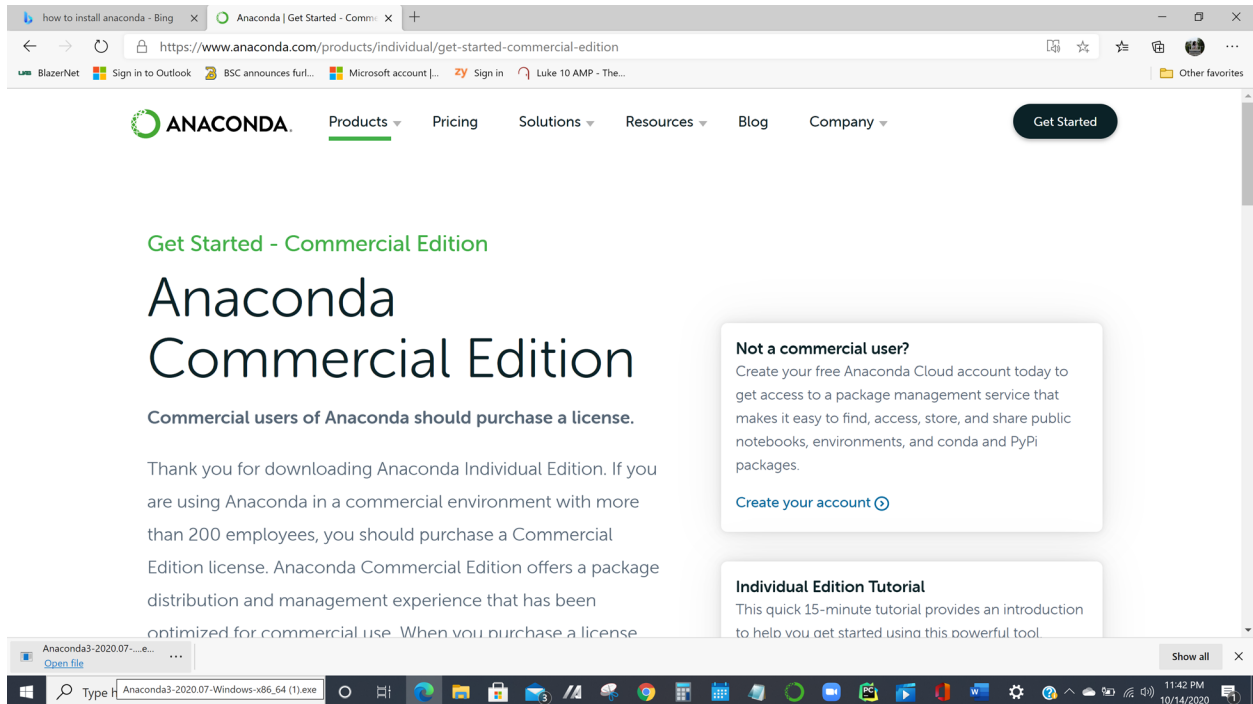 how to install anaconda - Bing
Anaconda | Get Started - Comme
https://www.anaconda.com/products/individual/get-started-commercial-edition
BlazerNet
Sign in to Outlook
BSC announces furl...
Microsoft account |...
zy Sign in
Luke 10 AMP - The...
Other favorites
ANACONDA.
Products
Pricing
Solutions
Resources
Blog
Company
Get Started
Get Started - Commercial Edition
Anaconda
Commercial Edition
Commercial users of Anaconda should purchase a license.
Thank you for downloading Anaconda Individual Edition. If you
are using Anaconda in a commercial environment with more
than 200 employees, you should purchase a Commercial
Edition license. Anaconda Commercial Edition offers a package
distribution and management experience that has been
optimized for commercial use. When you purchase a license
Not a commercial user?
Create your free Anaconda Cloud account today to
get access to a package management service that
makes it easy to find, access, store, and share public
notebooks, environments, and conda and PyPi
packages.
Create your account
Individual Edition Tutorial
This quick 15-minute tutorial provides an introduction
to help you get started using this powerful tool.
Anaconda3-2020.07-....e...
Open file
Show all
Type h
Anaconda3-2020.07-Windows-x86_64 (1).exe
3
PC
11:42 PM
10/14/2020
1